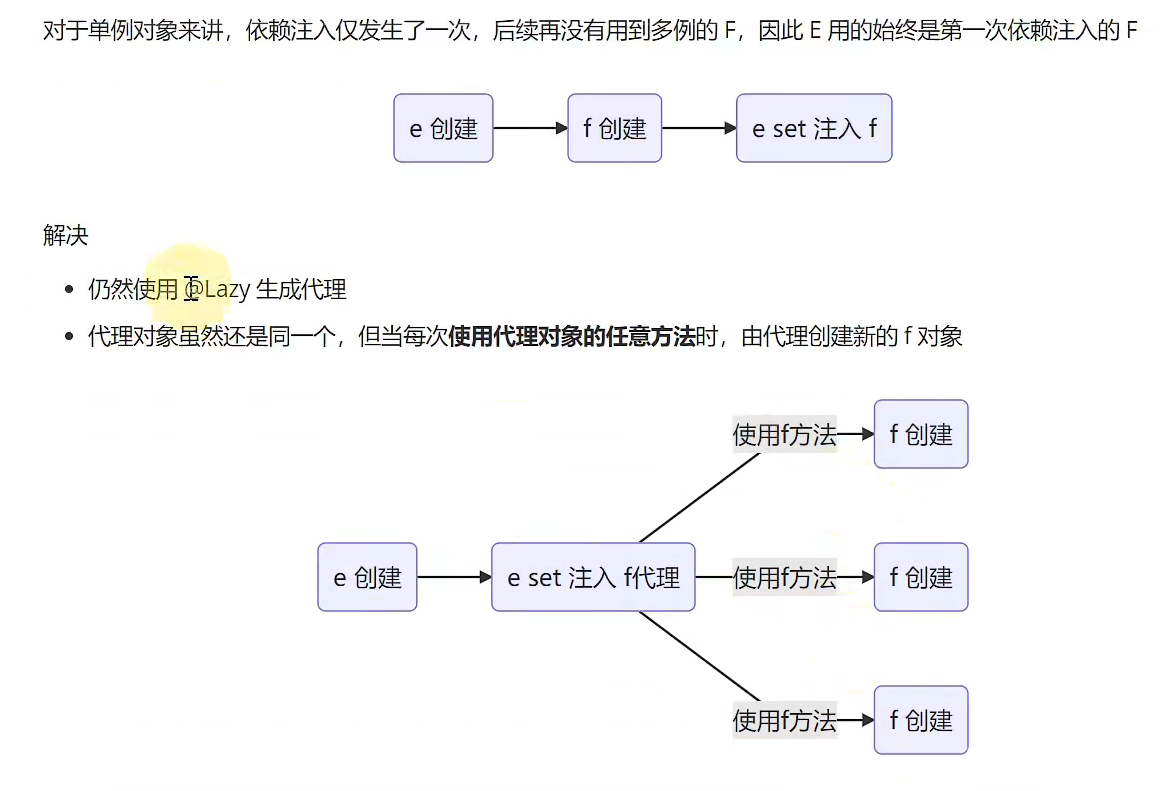 对于单例对象来讲，依赖注入仅发生了一次，后续再没有用到多例的 F，因此 E 用的始终是第一次依赖注入的 F
e 创建
f 创建
e set 注入 f
解决
仍然使用 @Lazy 生成代理
代理对象虽然还是同一个，但当每次使用代理对象的任意方法时，由代理创建新的 f 对象
使用f方法
f 创建
e 创建
e set 注入 f代理
使用f方法
f 创建
使用f方法
f 创建